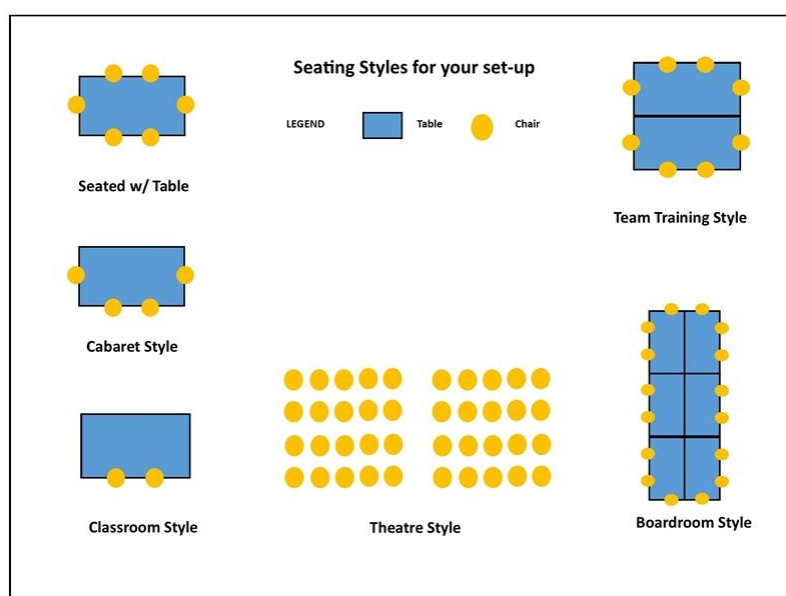 Seating Styles for your set-up
LEGEND Table Chair
Seated w/ Table
Team Training Style
Cabaret Style
Classroom Style
Theatre Style
Boardroom Style